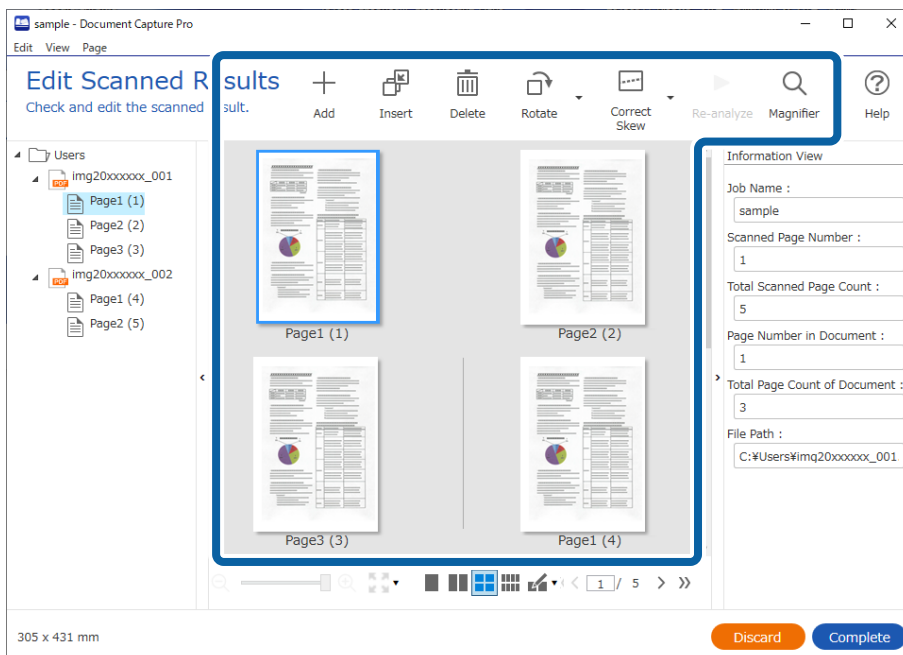 sample - Document Capture Pro
Edit View Page
Edit Scanned Results
Check and edit the scanned result.
Add
Insert
Delete
Rotate
Correct
Skew
Re-analyze
Magnifier
Help
Users
img20xxxxxx_001
PDF
Page1 (1)
Page2 (2)
Page3 (3)
img20xxxxxx_002
PDF
Page1 (4)
Page2 (5)
Page1 (1)
Page2 (2)
Page3 (3)
Page1 (4)
Information View
Job Name :
sample
Scanned Page Number :
1
Total Scanned Page Count :
5
Page Number in Document :
1
Total Page Count of Document :
3
File Path :
C:¥Users¥img20xxxxxx_001
1 / 5
305 x 431 mm
Discard
Complete